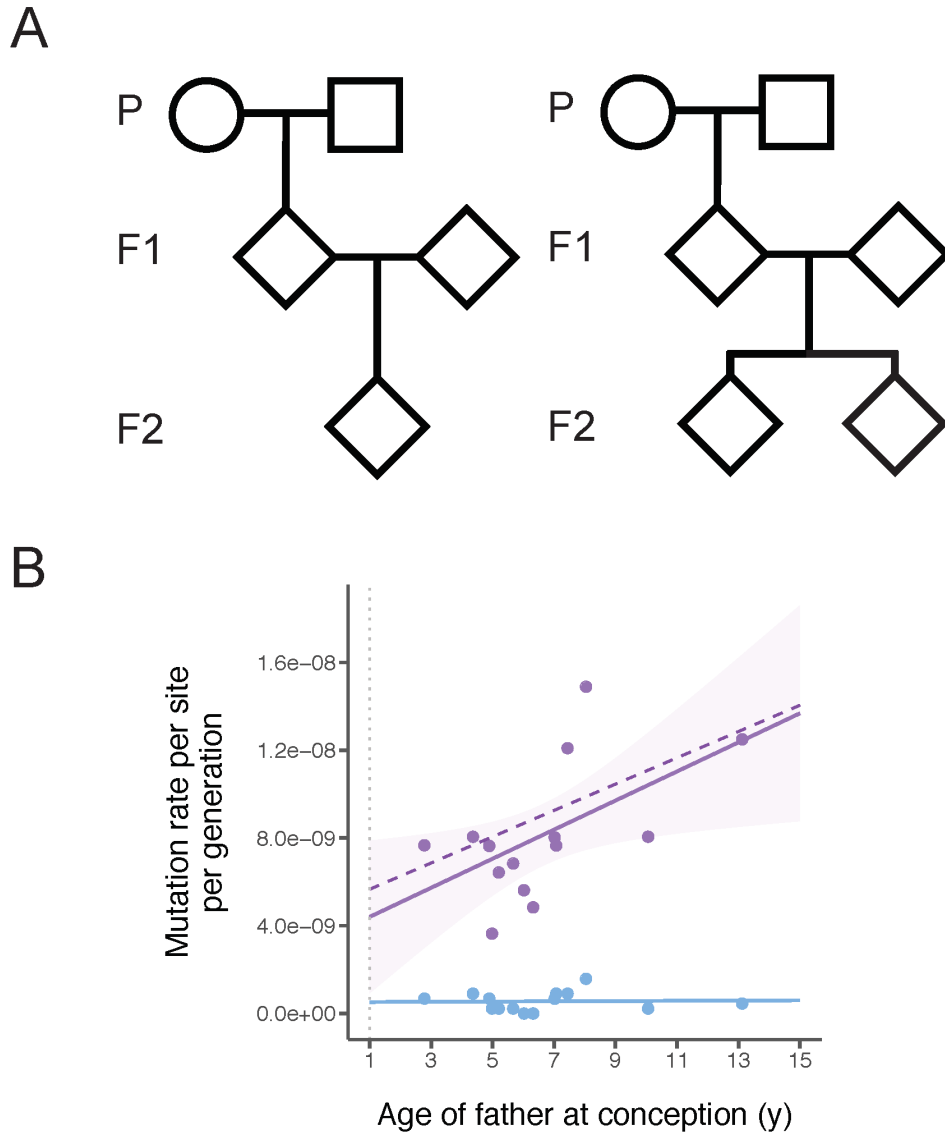 A
P
P
F1
F1
F2
F2
B
Mutation rate per site
per generation
1.6e−08
1.2e−08
8.0e−09
4.0e−09
0.0e+00
1 3 5 7 9 11 13 15
Age of father at conception (y)